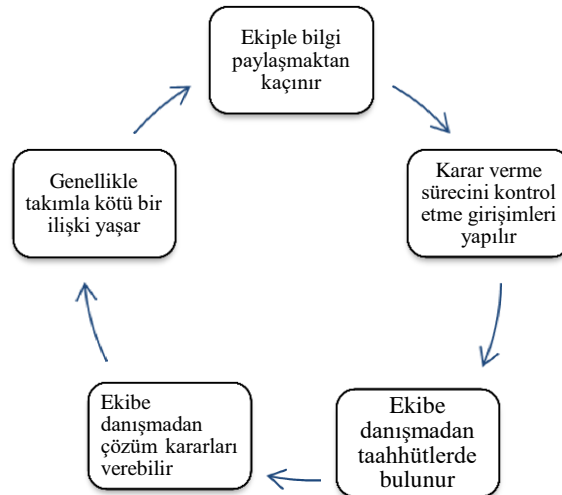 Ekiple bilgi
paylaşmaktan
kaçınır
Karar verme
sürecini kontrol
etme girişimleri
yapılır
Ekibe
danışmadan
taahhütlerde
bulunur
Ekibe
danışmadan
çözüm kararları
verebilir
Genellikle
takımla kötü bir
ilişki yaşar